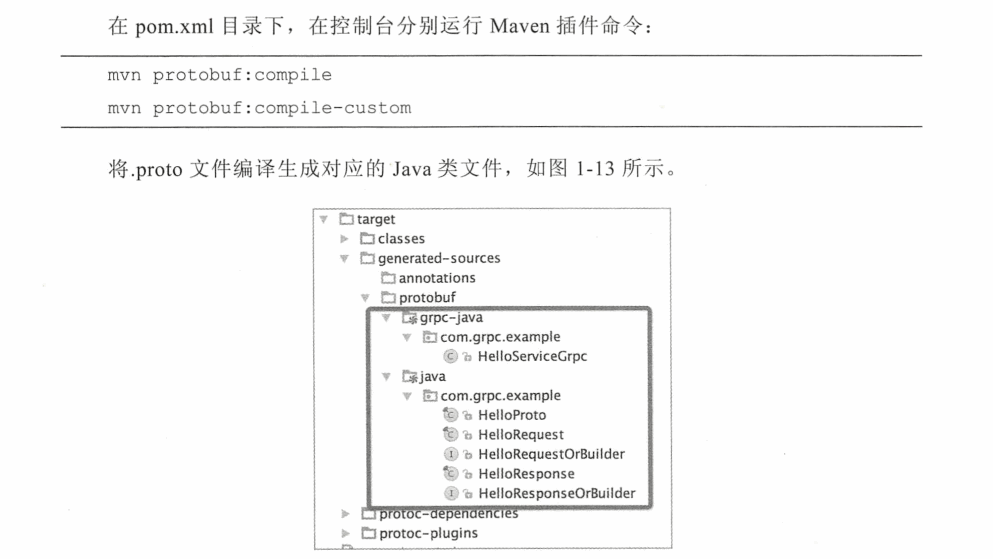 在 pom.xml 目录下，在控制台分别运行 Maven 插件命令：
mvn protobuf:compile
mvn protobuf:compile-custom
将.proto 文件编译生成对应的 Java 类文件，如图 1-13 所示。
target
classes
generated-sources
annotations
protobuf
grpc-java
com.grpc.example
HelloServiceGrpc
java
com.grpc.example
HelloProto
HelloRequest
HelloRequestOrBuilder
HelloResponse
HelloResponseOrBuilder
protoc-dependencies
protoc-plugins